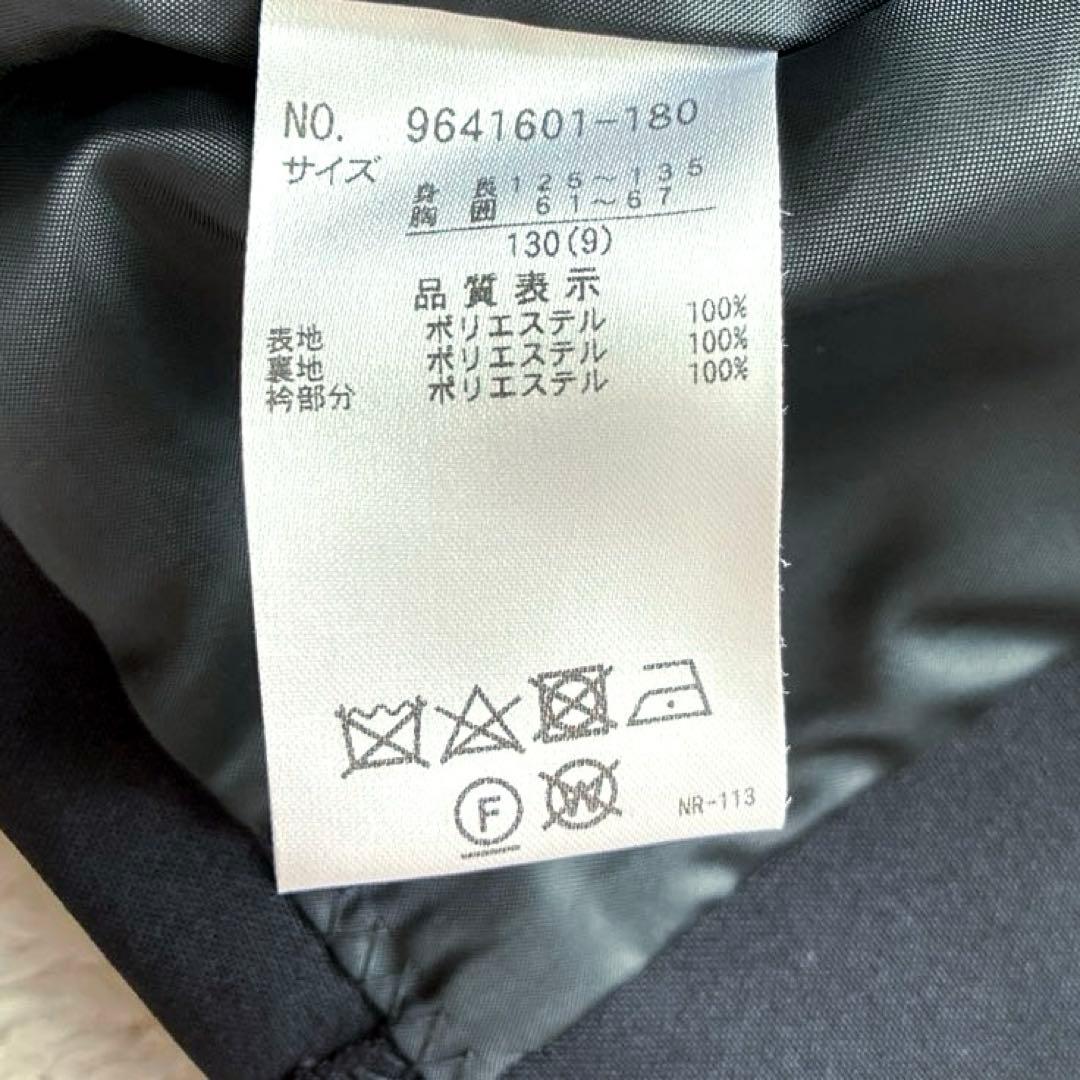 NO. 9641601-180
サイズ
身長 125~135
胸囲 61~67
130(9)
品質表示
表地 ポリエステル 100%
裏地 ポリエステル 100%
衿部分 ポリエステル 100%
F W
NR-113